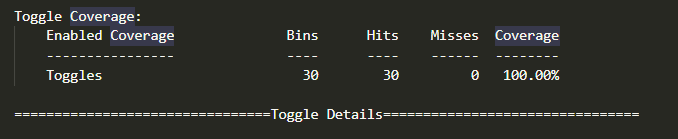 Toggle Coverage:
    Enabled Coverage              Bins      Hits    Misses  Coverage
    ----------------              ----      ----    ------  --------
    Toggles                         30        30         0   100.00%
================================Toggle Details================================